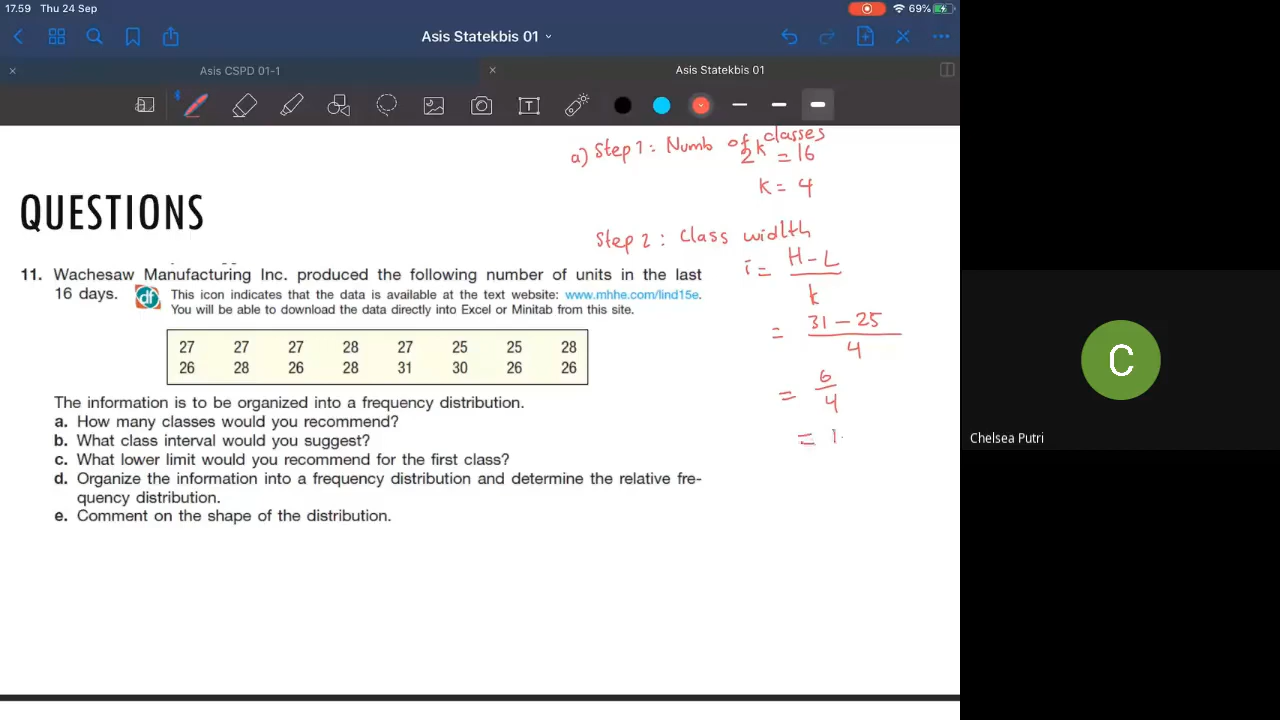 17.59 Thu 24 Sep
69%
Asis Statekbis 01
Asis CSPD 01-1
Asis Statekbis 01
T
a) Step 1 : Numb of classes
2k = 16
k = 4
QUESTIONS
Step 2 : Class width
i = H - L
k
= 31 - 25
4
= 6
4
= 1.
11. Wachesaw Manufacturing Inc. produced the following number of units in the last
16 days. df This icon indicates that the data is available at the text website: www.mhhe.com/lind15e.
You will be able to download the data directly into Excel or Minitab from this site.
27 27 27 28 27 25 25 28
26 28 26 28 31 30 26 26
The information is to be organized into a frequency distribution.
a. How many classes would you recommend?
b. What class interval would you suggest?
c. What lower limit would you recommend for the first class?
d. Organize the information into a frequency distribution and determine the relative fre-
quency distribution.
e. Comment on the shape of the distribution.
C
Chelsea Putri